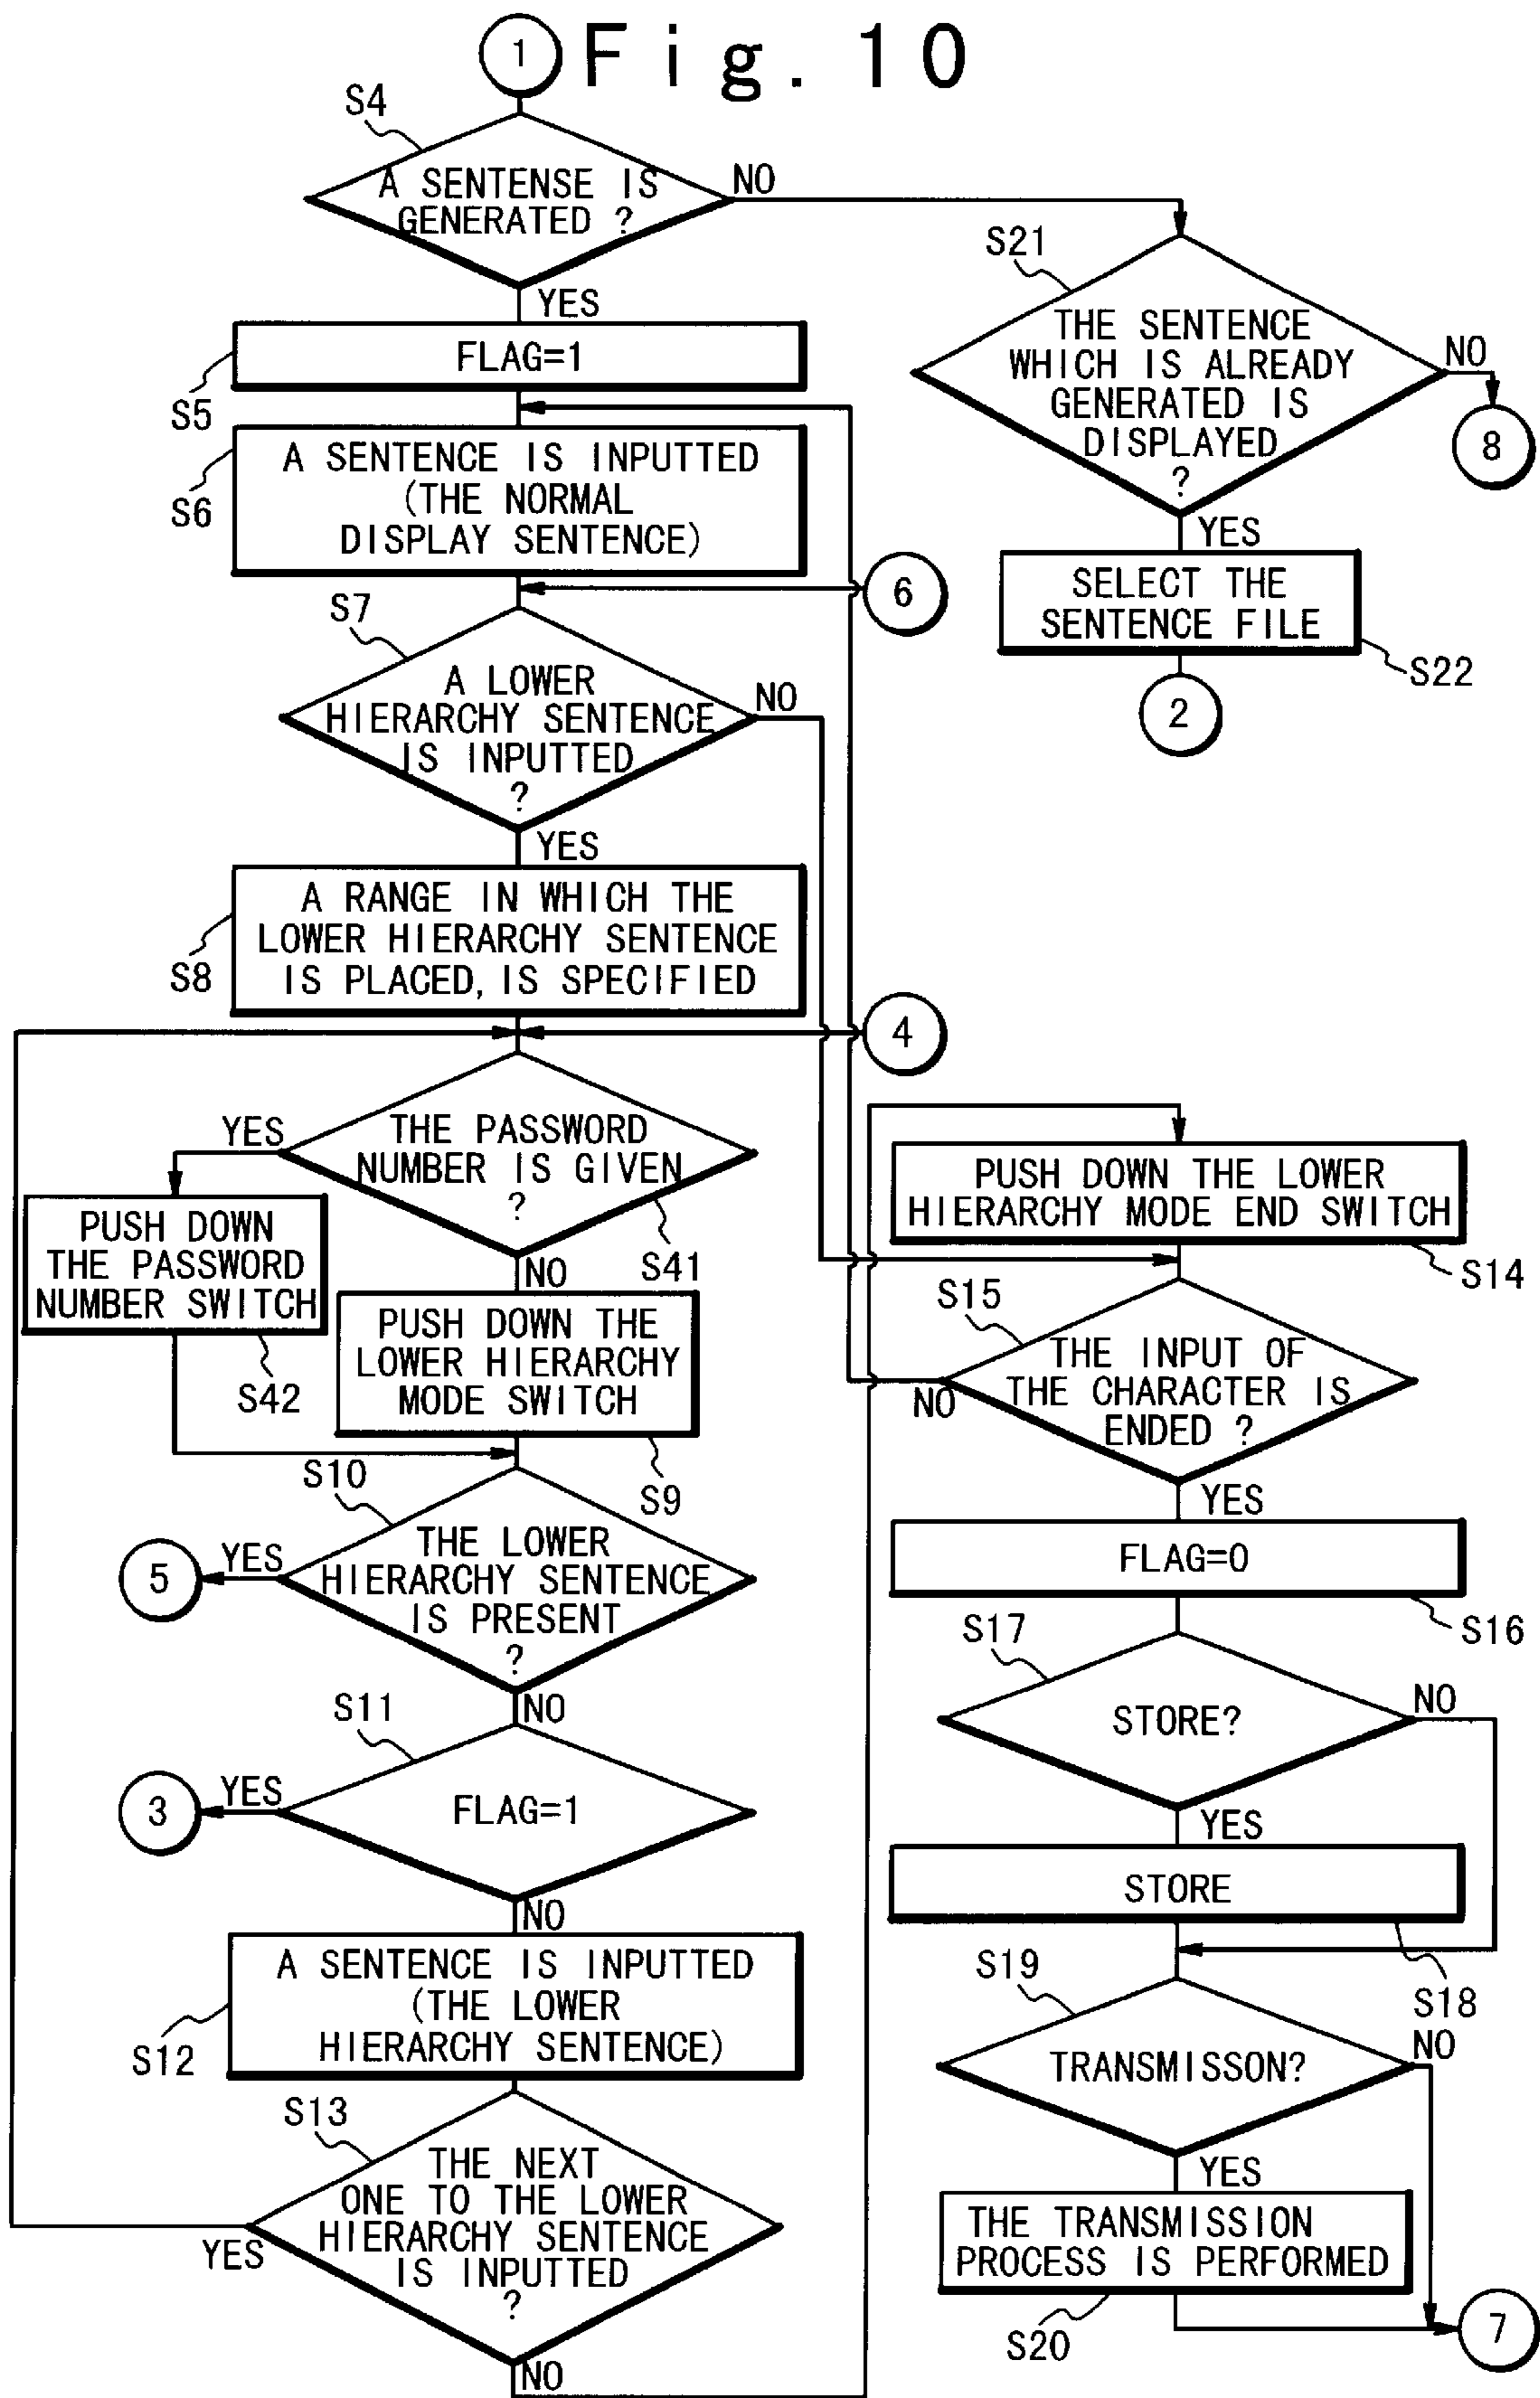 1
Fig. 10
S4
A SENTENSE IS
GENERATED ?
NO
YES
S5
FLAG=1
S6
A SENTENCE IS INPUTTED
(THE NORMAL
DISPLAY SENTENCE)
6
S7
A LOWER
HIERARCHY SENTENCE
IS INPUTTED
?
NO
YES
S8
A RANGE IN WHICH THE
LOWER HIERARCHY SENTENCE
IS PLACED, IS SPECIFIED
4
THE PASSWORD
NUMBER IS GIVEN
?
S41
YES
NO
PUSH DOWN
THE PASSWORD
NUMBER SWITCH
S42
PUSH DOWN THE
LOWER HIERARCHY
MODE SWITCH
S9
S10
THE LOWER
HIERARCHY SENTENCE
IS PRESENT
?
YES
5
NO
S11
FLAG=1
YES
3
NO
S12
A SENTENCE IS INPUTTED
(THE LOWER
HIERARCHY SENTENCE)
S13
THE NEXT
ONE TO THE LOWER
HIERARCHY SENTENCE
IS INPUTTED
?
YES
NO
S21
THE SENTENCE
WHICH IS ALREADY
GENERATED IS
DISPLAYED
?
NO
8
YES
SELECT THE
SENTENCE FILE
S22
2
PUSH DOWN THE LOWER
HIERARCHY MODE END SWITCH
S14
S15
THE INPUT OF
THE CHARACTER IS
ENDED ?
NO
YES
FLAG=0
S16
S17
STORE?
NO
YES
STORE
S18
S19
TRANSMISSON?
NO
YES
THE TRANSMISSION
PROCESS IS PERFORMED
S20
7